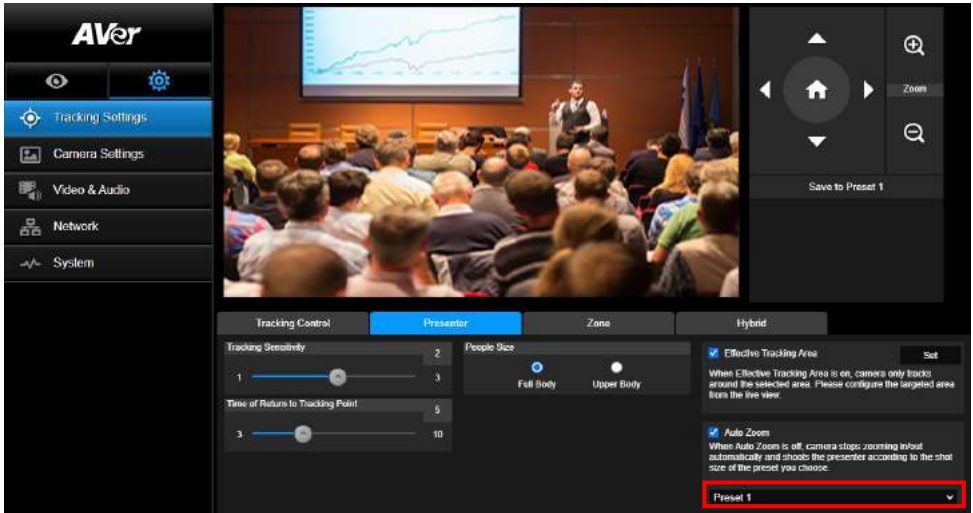 AVer
Tracking Settings
Camera Settings
Video & Audio
Network
System
Zoom
Save to Preset 1
Tracking Control
Presenter
Zone
Hybrid
Tracking Sensitivity
2
1
3
Time of Return to Tracking Point
5
3
10
People Size
Full Body
Upper Body
Effective Tracking Area
Set
When Effective Tracking Area is on, camera only tracks
around the selected area. Please configure the targeted area
from the live view.
Auto Zoom
When Auto Zoom is off, camera stops zooming in/out
automatically and shoots the presenter according to the shot
size of the preset you choose.
Preset 1